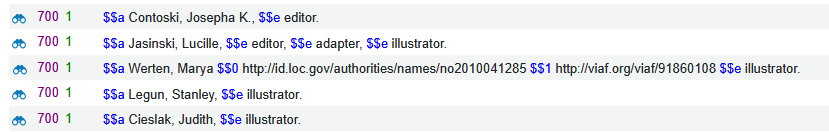 700 1 $$a Contoski, Josepha K., $$e editor.
700 1 $$a Jasinski, Lucille, $$e editor, $$e adapter, $$e illustrator.
700 1 $$a Werten, Marya $$0 http://id.loc.gov/authorities/names/no2010041285 $$1 http://viaf.org/viaf/91860108 $$e illustrator.
700 1 $$a Legun, Stanley, $$e illustrator.
700 1 $$a Cieslak, Judith, $$e illustrator.